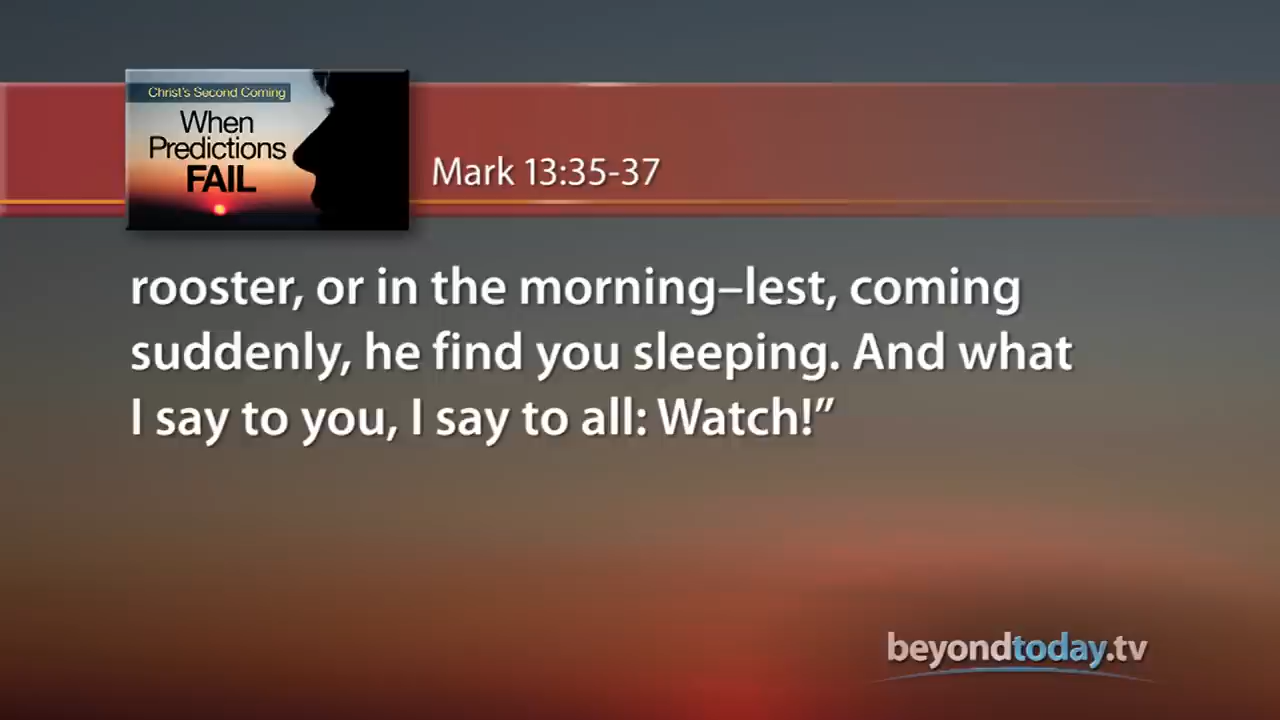 Christ's Second Coming
When
Predictions
FAIL
Mark 13:35-37
rooster, or in the morning–lest, coming
suddenly, he find you sleeping. And what
I say to you, I say to all: Watch!”
beyondtoday.tv